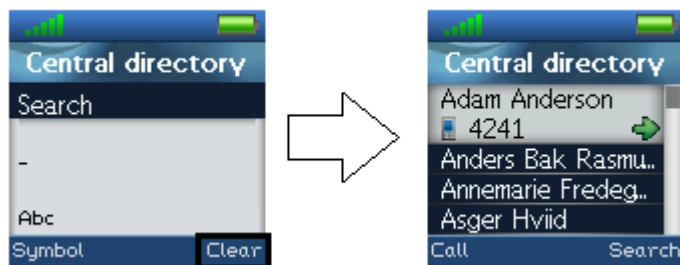 Central directory
Search
_
Abc
Symbol Clear
Central directory
Adam Anderson
4241
Anders Bak Rasmu..
Annemarie Fredeg..
Asger Hviid
Call Search